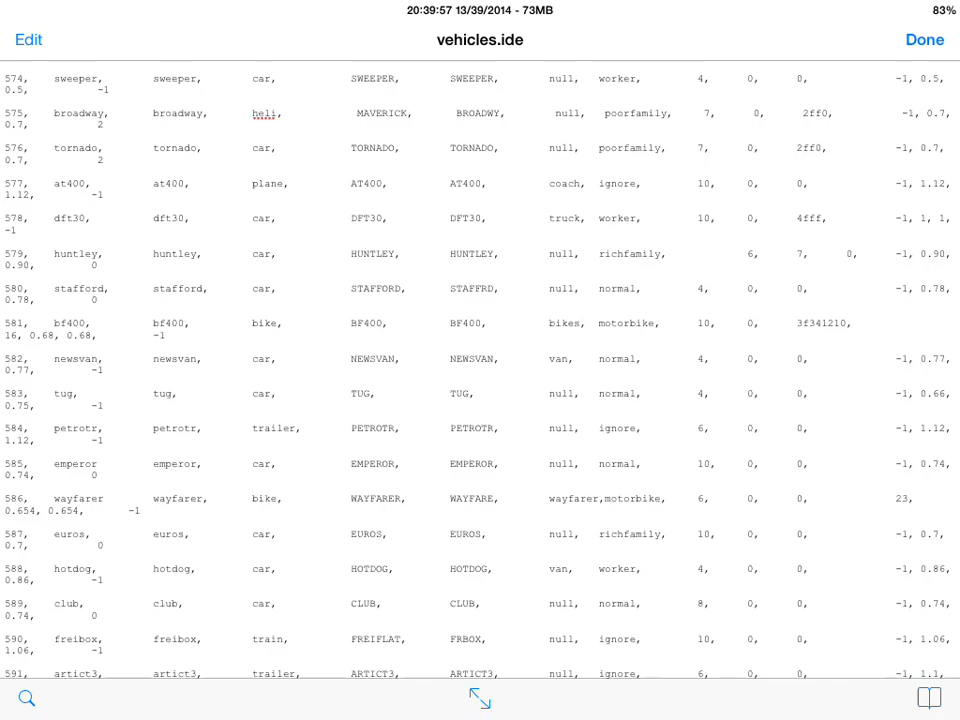 20:39:57 13/39/2014 - 73MB 83%
Edit vehicles.ide Done
574, sweeper, sweeper, car, SWEEPER, SWEEPER, null, worker, 4, 0, 0, -1, 0.5,
0.5, -1
575, broadway, broadway, heli, MAVERICK, BROADWY, null, poorfamily, 7, 0, 2ff0, -1, 0.7,
0.7, 2
576, tornado, tornado, car, TORNADO, TORNADO, null, poorfamily, 7, 0, 2ff0, -1, 0.7,
0.7, 2
577, at400, at400, plane, AT400, AT400, coach, ignore, 10, 0, 0, -1, 1.12,
1.12, -1
578, dft30, dft30, car, DFT30, DFT30, truck, worker, 10, 0, 4fff, -1, 1, 1,
-1
579, huntley, huntley, car, HUNTLEY, HUNTLEY, null, richfamily, 6, 7, 0, -1, 0.90,
0.90, 0
580, stafford, stafford, car, STAFFORD, STAFFRD, null, normal, 4, 0, 0, -1, 0.78,
0.78, 0
581, bf400, bf400, bike, BF400, BF400, bikes, motorbike, 10, 0, 3f341210,
16, 0.68, 0.68, -1
582, newsvan, newsvan, car, NEWSVAN, NEWSVAN, van, normal, 4, 0, 0, -1, 0.77,
0.77, -1
583, tug, tug, car, TUG, TUG, null, normal, 4, 0, 0, -1, 0.66,
0.75, -1
584, petrotr, petrotr, trailer, PETROTR, PETROTR, null, ignore, 6, 0, 0, -1, 1.12,
1.12, -1
585, emperor emperor, car, EMPEROR, EMPEROR, null, normal, 10, 0, 0, -1, 0.74,
0.74, 0
586, wayfarer wayfarer, bike, WAYFARER, WAYFARE, wayfarer,motorbike, 6, 0, 0, 23,
0.654, 0.654, -1
587, euros, euros, car, EUROS, EUROS, null, richfamily, 10, 0, 0, -1, 0.7,
0.7, 0
588, hotdog, hotdog, car, HOTDOG, HOTDOG, van, worker, 4, 0, 0, -1, 0.86,
0.86, -1
589, club, club, car, CLUB, CLUB, null, normal, 8, 0, 0, -1, 0.74,
0.74, 0
590, freibox, freibox, train, FREIFLAT, FRBOX, null, ignore, 10, 0, 0, -1, 1.06,
1.06, -1
591, artict3, artict3, trailer, ARTICT3, ARTICT3, null, ignore, 6, 0, 0, -1, 1.1,